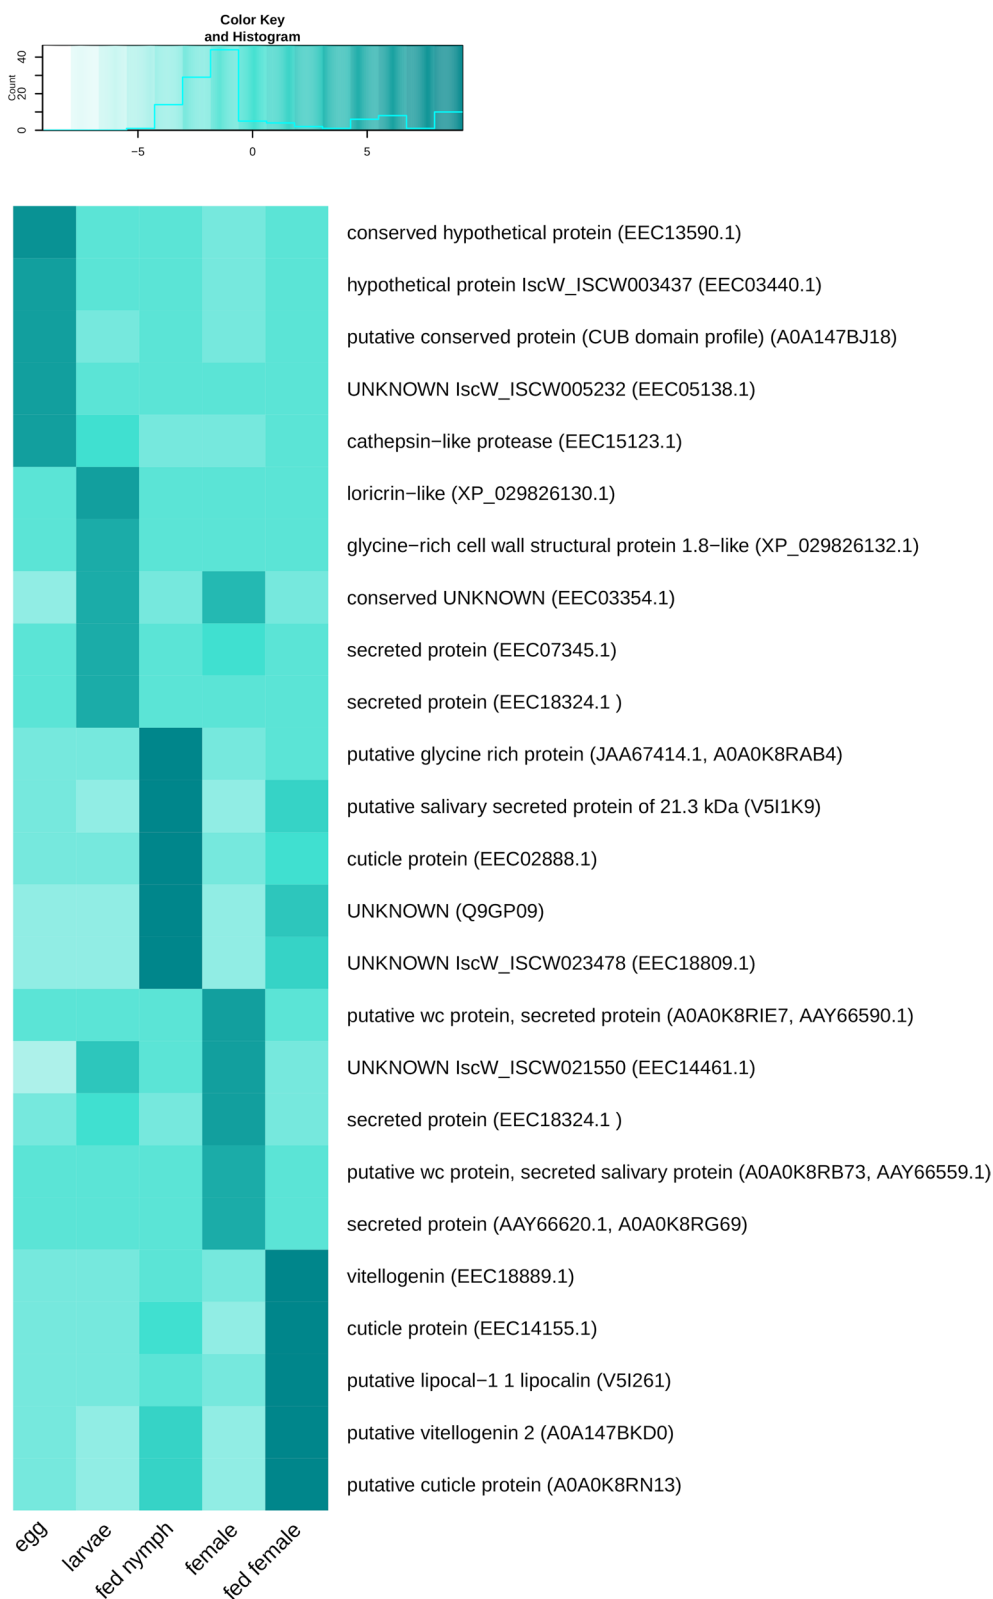 Color Key
and Histogram
Count
0 20 40
−5 0 5
conserved hypothetical protein (EEC13590.1)
hypothetical protein IscW_ISCW003437 (EEC03440.1)
putative conserved protein (CUB domain profile) (A0A147BJ18)
UNKNOWN IscW_ISCW005232 (EEC05138.1)
cathepsin−like protease (EEC15123.1)
loricrin−like (XP_029826130.1)
glycine−rich cell wall structural protein 1.8−like (XP_029826132.1)
conserved UNKNOWN (EEC03354.1)
secreted protein (EEC07345.1)
secreted protein (EEC18324.1 )
putative glycine rich protein (JAA67414.1, A0A0K8RAB4)
putative salivary secreted protein of 21.3 kDa (V5I1K9)
cuticle protein (EEC02888.1)
UNKNOWN (Q9GP09)
UNKNOWN IscW_ISCW023478 (EEC18809.1)
putative wc protein, secreted protein (A0A0K8RIE7, AAY66590.1)
UNKNOWN IscW_ISCW021550 (EEC14461.1)
secreted protein (EEC18324.1 )
putative wc protein, secreted salivary protein (A0A0K8RB73, AAY66559.1)
secreted protein (AAY66620.1, A0A0K8RG69)
vitellogenin (EEC18889.1)
cuticle protein (EEC14155.1)
putative lipocal−1 1 lipocalin (V5I261)
putative vitellogenin 2 (A0A147BKD0)
putative cuticle protein (A0A0K8RN13)
egg
larvae
fed nymph
female
fed female